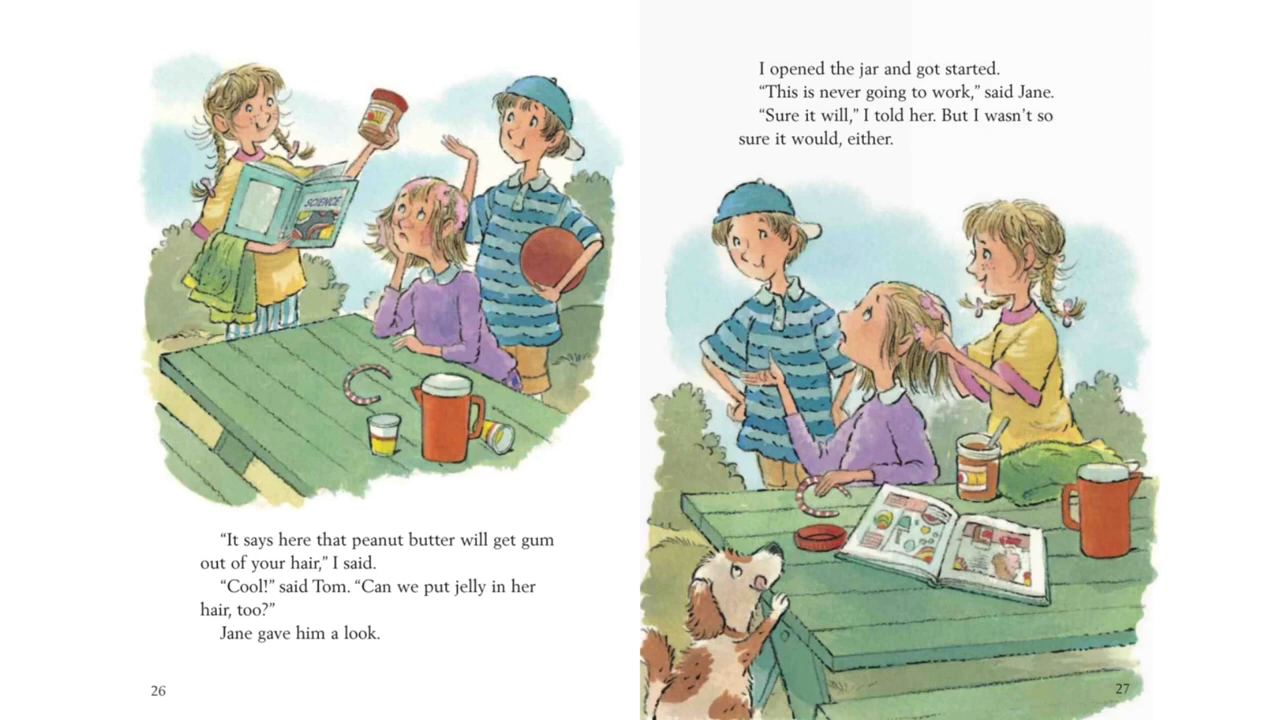 SCIENCE
“It says here that peanut butter will get gum
out of your hair,” I said.
“Cool!” said Tom. “Can we put jelly in her
hair, too?”
Jane gave him a look.
26
I opened the jar and got started.
“This is never going to work,” said Jane.
“Sure it will,” I told her. But I wasn’t so
sure it would, either.
27